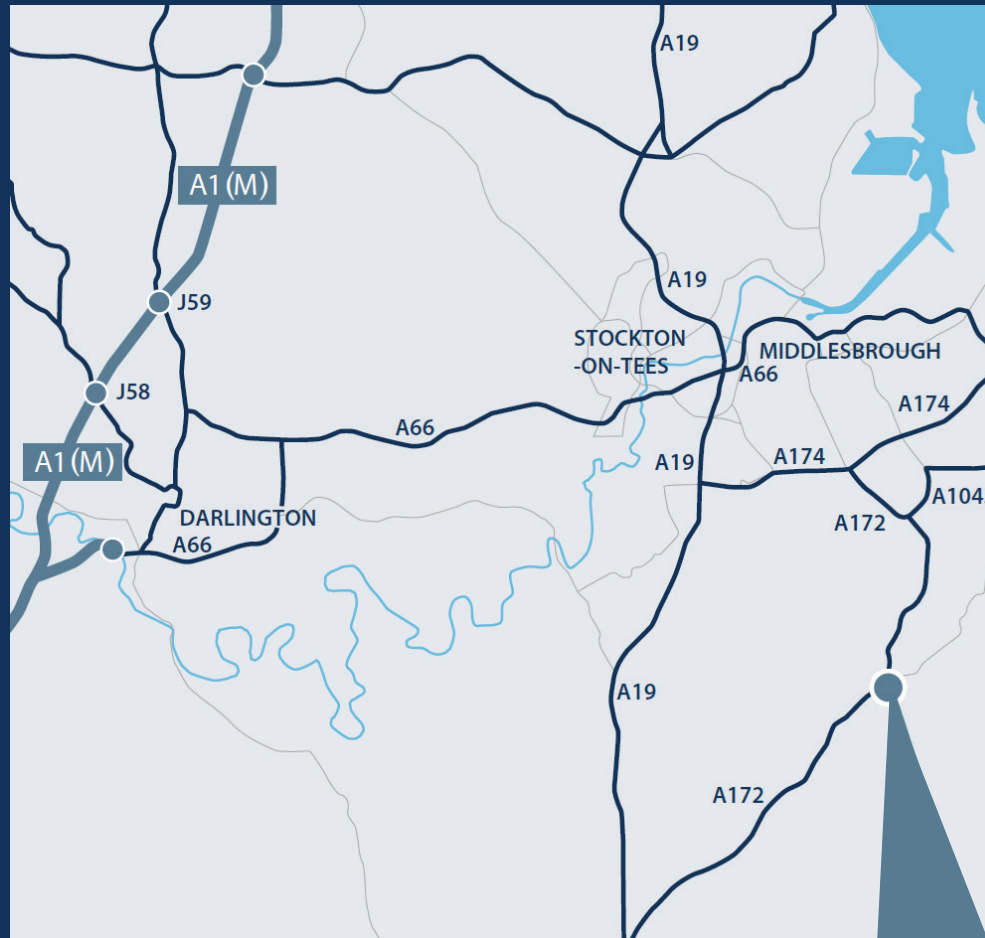 A19
A1(M)
A19
J59
STOCKTON
-ON-TEES
MIDDLESBROUGH
A66
J58
A174
A66
A1(M)
A19
A174
A104
DARLINGTON
A172
A66
A19
A172